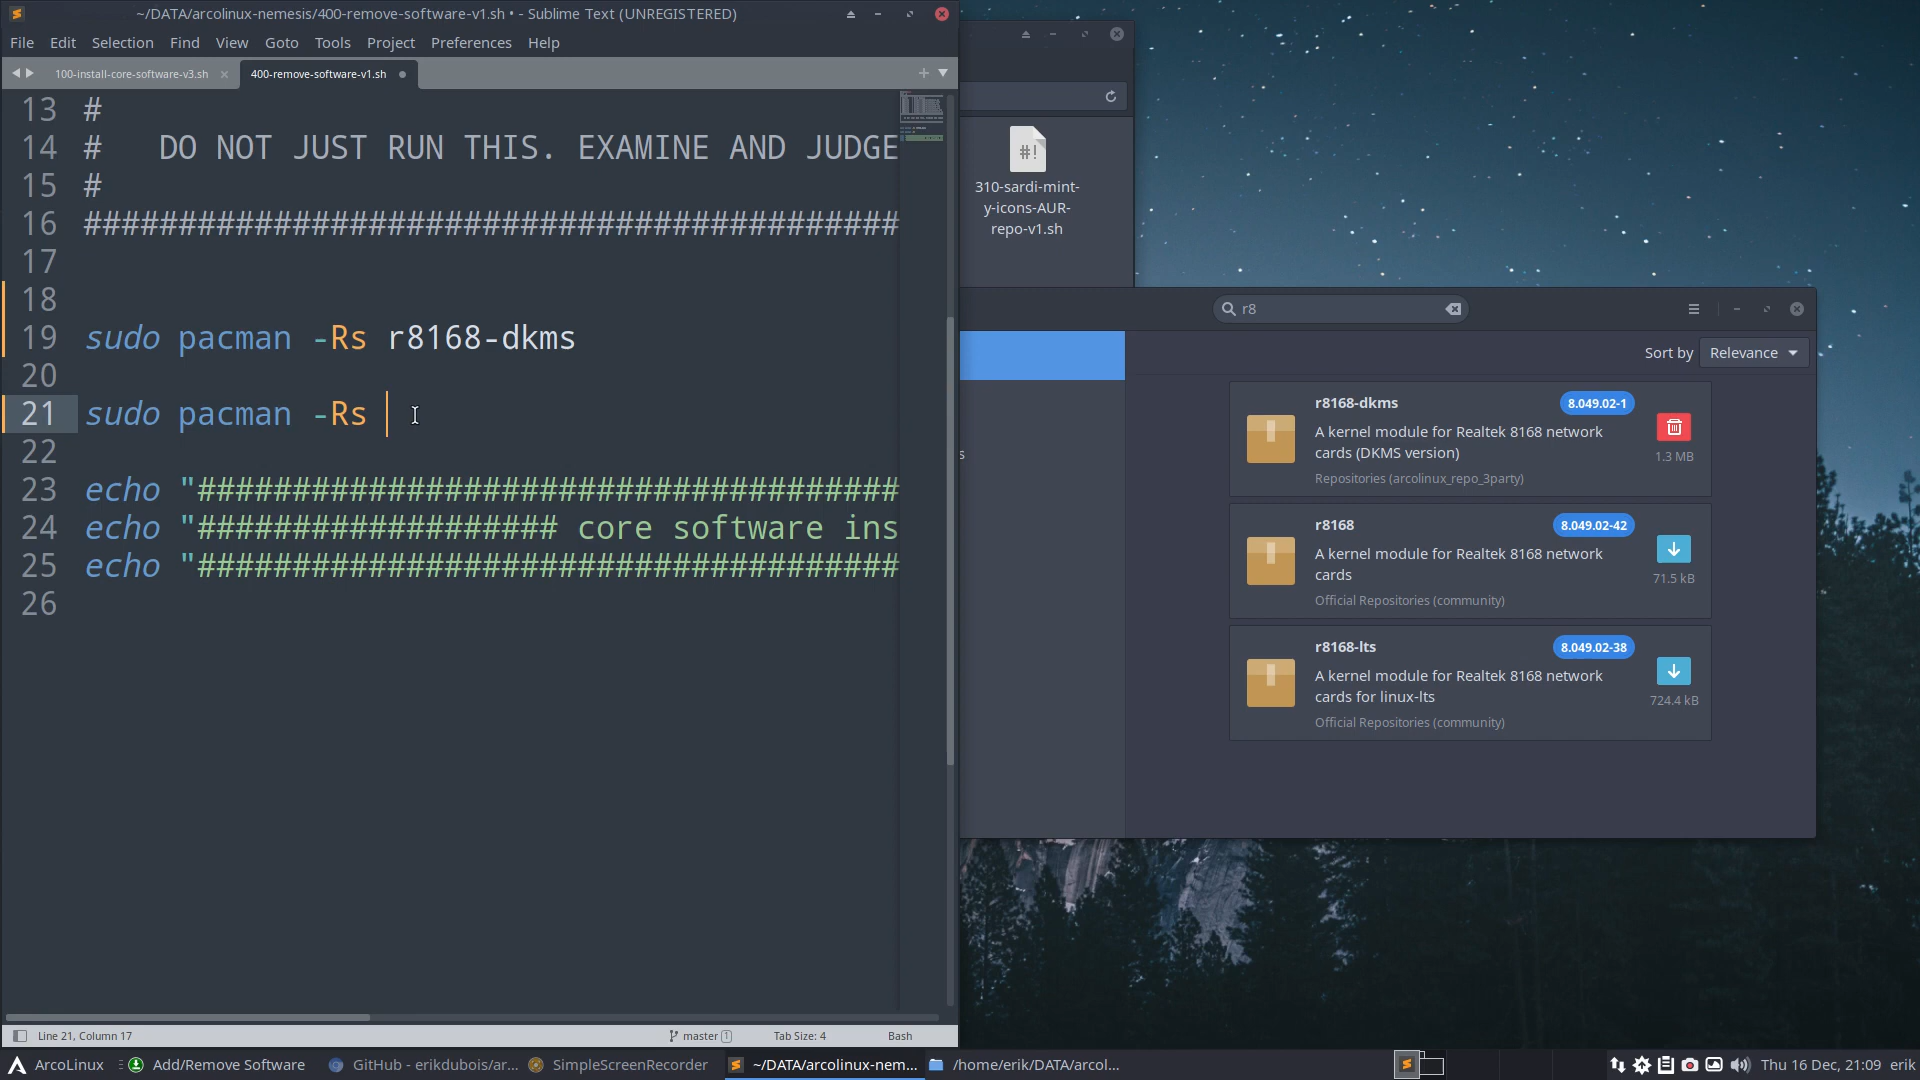 ~/DATA/arcolinux-nemesis/400-remove-software-v1.sh • - Sublime Text (UNREGISTERED)
File Edit Selection Find View Goto Tools Project Preferences Help
100-install-core-software-v3.sh
400-remove-software-v1.sh
13 #
14 #   DO NOT JUST RUN THIS. EXAMINE AND JUDGE
15 #
16 ###########################################
17
18
19 sudo pacman -Rs r8168-dkms
20
21 sudo pacman -Rs
22
23 echo "#####################################
24 echo "################### core software ins
25 echo "#####################################
26
Line 21, Column 17
master 1
Tab Size: 4
Bash
#!
310-sardi-mint-
y-icons-AUR-
repo-v1.sh
r8
s
Sort by Relevance
r8168-dkms
8.049.02-1
A kernel module for Realtek 8168 network
cards (DKMS version)
1.3 MB
Repositories (arcolinux_repo_3party)
r8168
8.049.02-42
A kernel module for Realtek 8168 network
cards
71.5 kB
Official Repositories (community)
r8168-lts
8.049.02-38
A kernel module for Realtek 8168 network
cards for linux-lts
724.4 kB
Official Repositories (community)
ArcoLinux
Add/Remove Software
GitHub - erikdubois/ar...
SimpleScreenRecorder
~/DATA/arcolinux-nem...
/home/erik/DATA/arcol...
Thu 16 Dec, 21:09 erik